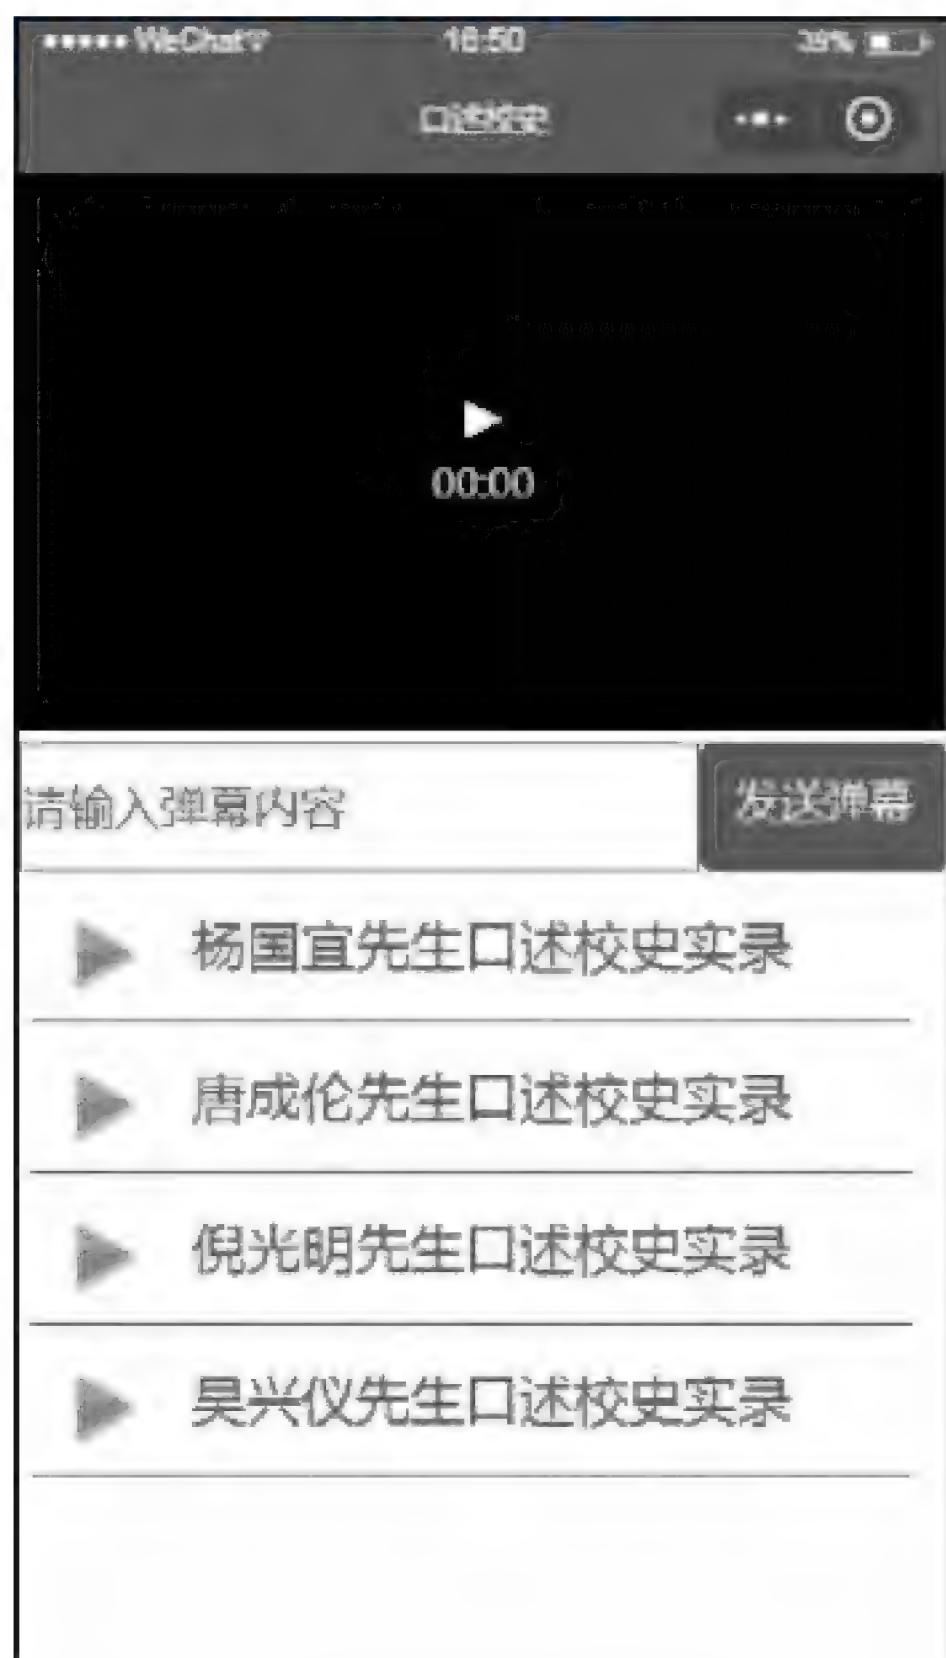 WeChat 16:50 39%
口述校史
00:00
请输入弹幕内容 发送弹幕
杨国宜先生口述校史实录
唐成伦先生口述校史实录
倪光明先生口述校史实录
吴兴仪先生口述校史实录